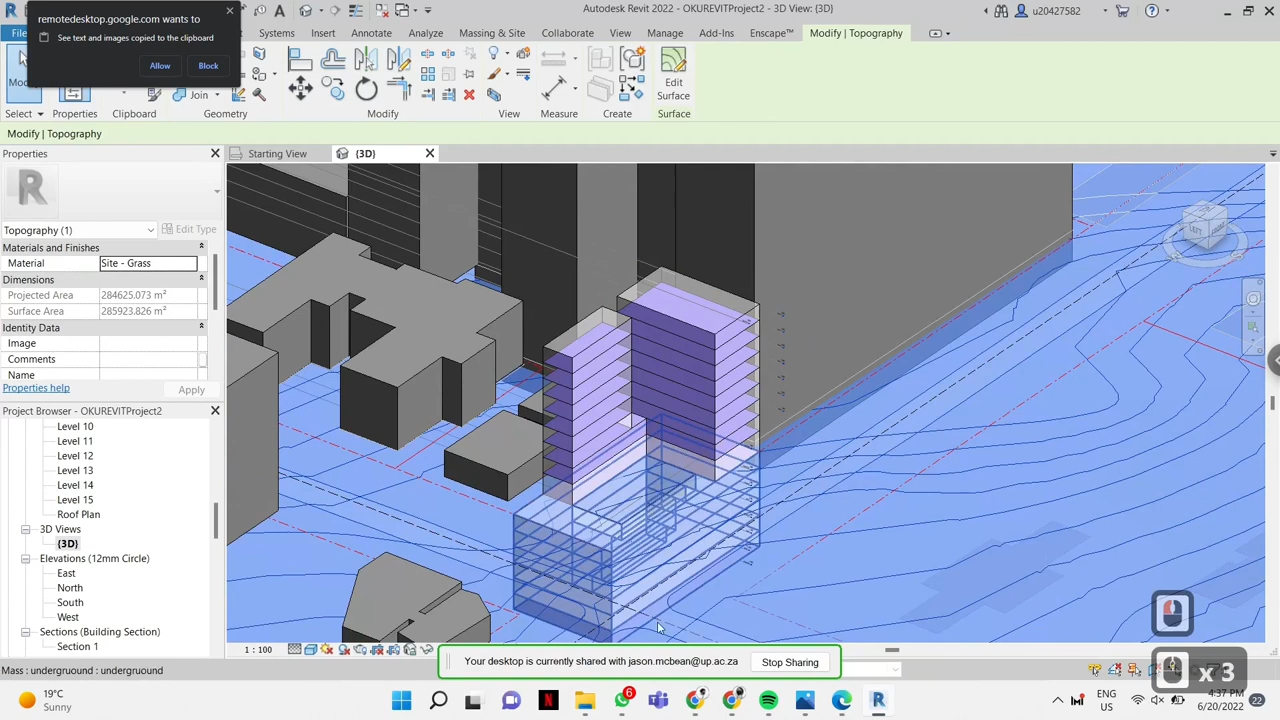 remotedesktop.google.com wants to
See text and images copied to the clipboard
Allow
Block
Autodesk Revit 2022 - OKUREVITProject2 - 3D View: {3D}
u20427582
File
Systems
Insert
Annotate
Analyze
Massing & Site
Collaborate
View
Manage
Add-Ins
Enscape™
Modify | Topography
Join
Edit
Surface
Select
Properties
Clipboard
Geometry
Modify
View
Measure
Create
Surface
Modify | Topography
Properties
Starting View
{3D}
R
Topography (1)
Edit Type
Materials and Finishes
Material
Site - Grass
Dimensions
Projected Area
284625.073 m²
Surface Area
285923.826 m²
Identity Data
Image
Comments
Name
Properties help
Apply
Project Browser - OKUREVITProject2
Level 10
Level 11
Level 12
Level 13
Level 14
Level 15
Roof Plan
3D Views
{3D}
Elevations (12mm Circle)
East
North
South
West
Sections (Building Section)
Section 1
1 : 100
Mass : undergruound : undergruound
Your desktop is currently shared with jason.mcbean@up.ac.za
Stop Sharing
x 3
19°C
Sunny
6
ENG
US
4:37 PM
6/20/2022
22